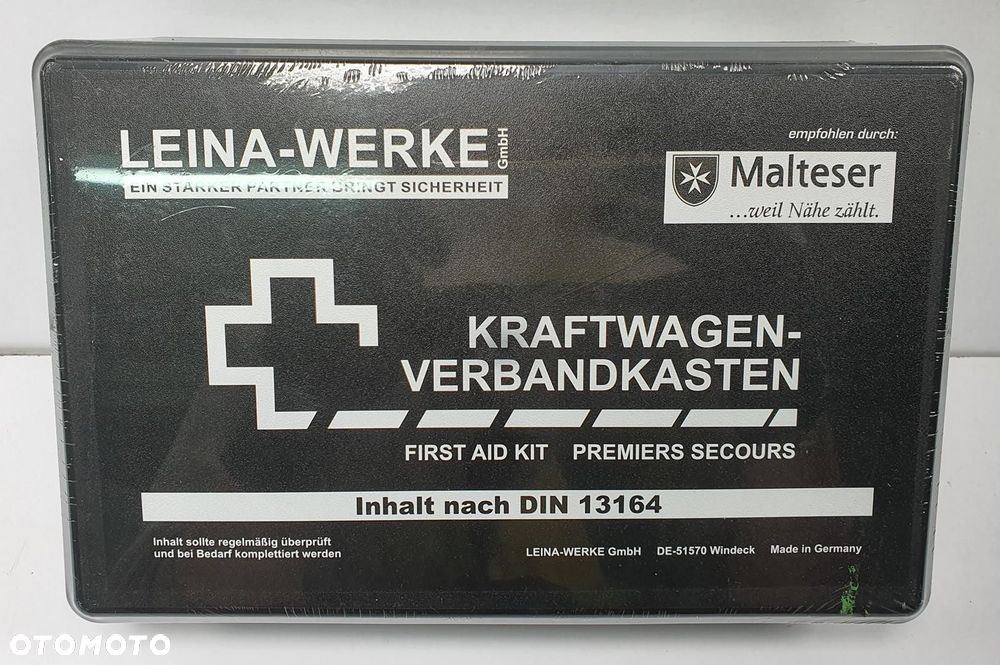 LEINA-WERKE GmbH
EIN STARKER PARTNER BRINGT SICHERHEIT
empfohlen durch:
Malteser
...weil Nähe zählt.
KRAFTWAGEN-
VERBANDKASTEN
FIRST AID KIT PREMIERS SECOURS
Inhalt nach DIN 13164
Inhalt sollte regelmäßig überprüft
und bei Bedarf komplettiert werden
LEINA-WERKE GmbH DE-51570 Windeck Made in Germany
OTOMOTO